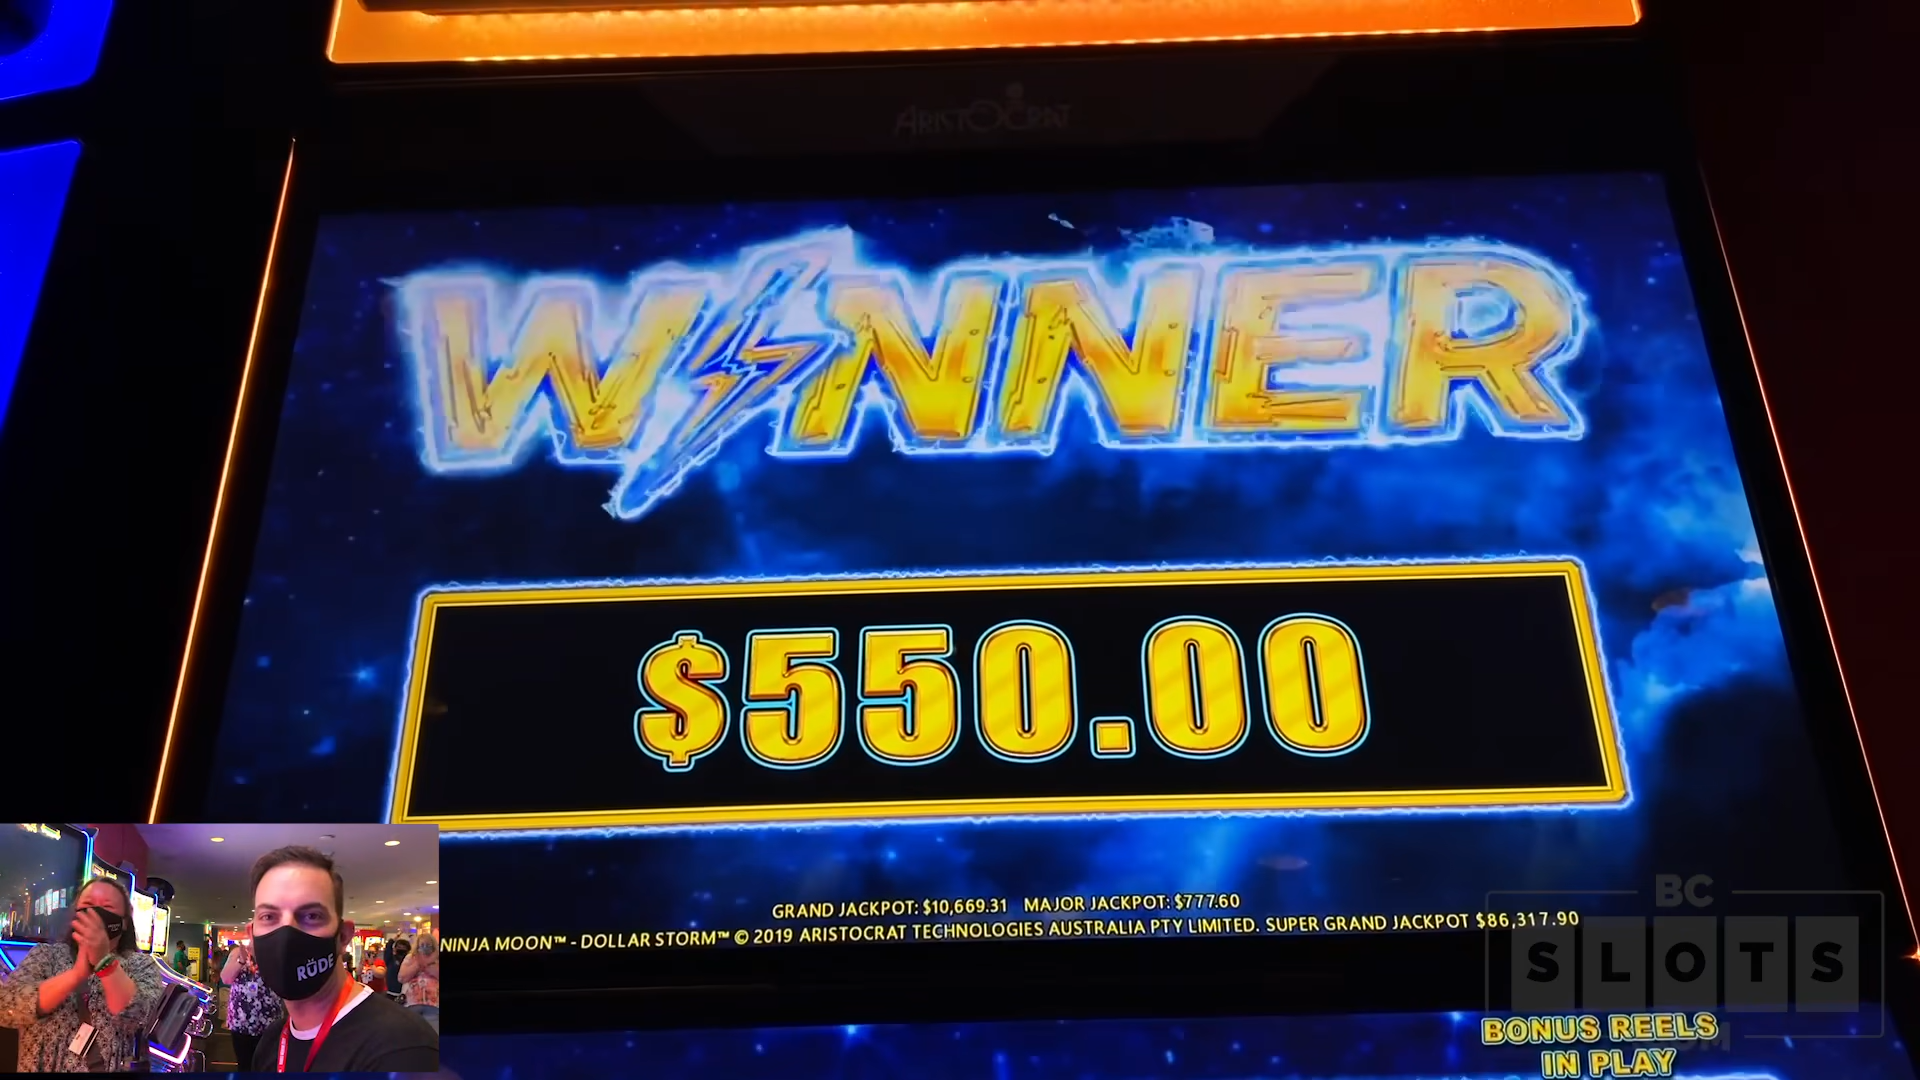 ARISTOCRAT
WINNER
$550.00
GRAND JACKPOT: $10,669.31 MAJOR JACKPOT: $777.60
NINJA MOON™ - DOLLAR STORM™ © 2019 ARISTOCRAT TECHNOLOGIES AUSTRALIA PTY LIMITED. SUPER GRAND JACKPOT $86,317.90
BC
SLOTS
RÜDE
BONUS REELS
IN PLAY